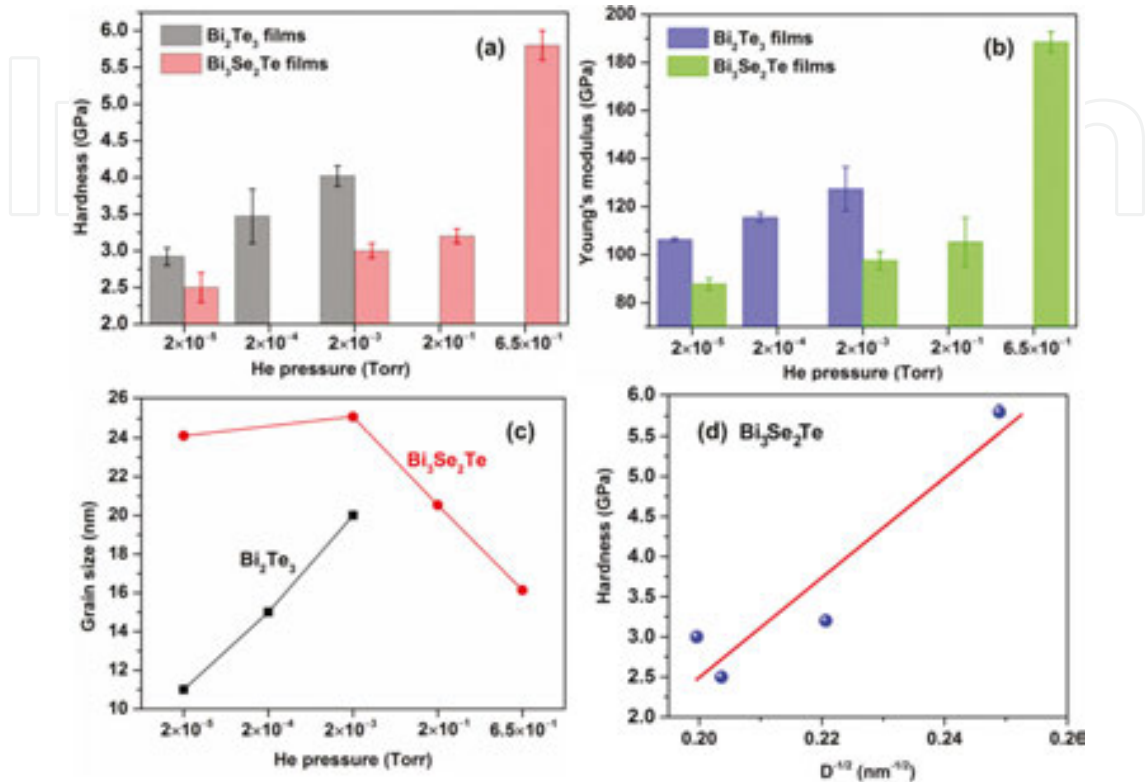 Bi₂Te₃ films
Bi₃Se₂Te films
(a)
6.0
5.5
5.0
4.5
4.0
3.5
3.0
2.5
2.0
Hardness (GPa)
2×10⁻⁵ 2×10⁻⁴ 2×10⁻³ 2×10⁻¹ 6.5×10⁻¹
He pressure (Torr)
Bi₂Te₃ films
Bi₃Se₂Te films
(b)
200
180
160
140
120
100
80
Young's modulus (GPa)
2×10⁻⁵ 2×10⁻⁴ 2×10⁻³ 2×10⁻¹ 6.5×10⁻¹
He pressure (Torr)
(c)
26
24
22
20
18
16
14
12
10
Grain size (nm)
Bi₃Se₂Te
Bi₂Te₃
2×10⁻⁵ 2×10⁻⁴ 2×10⁻³ 2×10⁻¹ 6.5×10⁻¹
He pressure (Torr)
(d) Bi₃Se₂Te
6.0
5.5
5.0
4.5
4.0
3.5
3.0
2.5
2.0
Hardness (GPa)
0.20 0.22 0.24 0.26
D⁻¹/² (nm⁻¹/²)